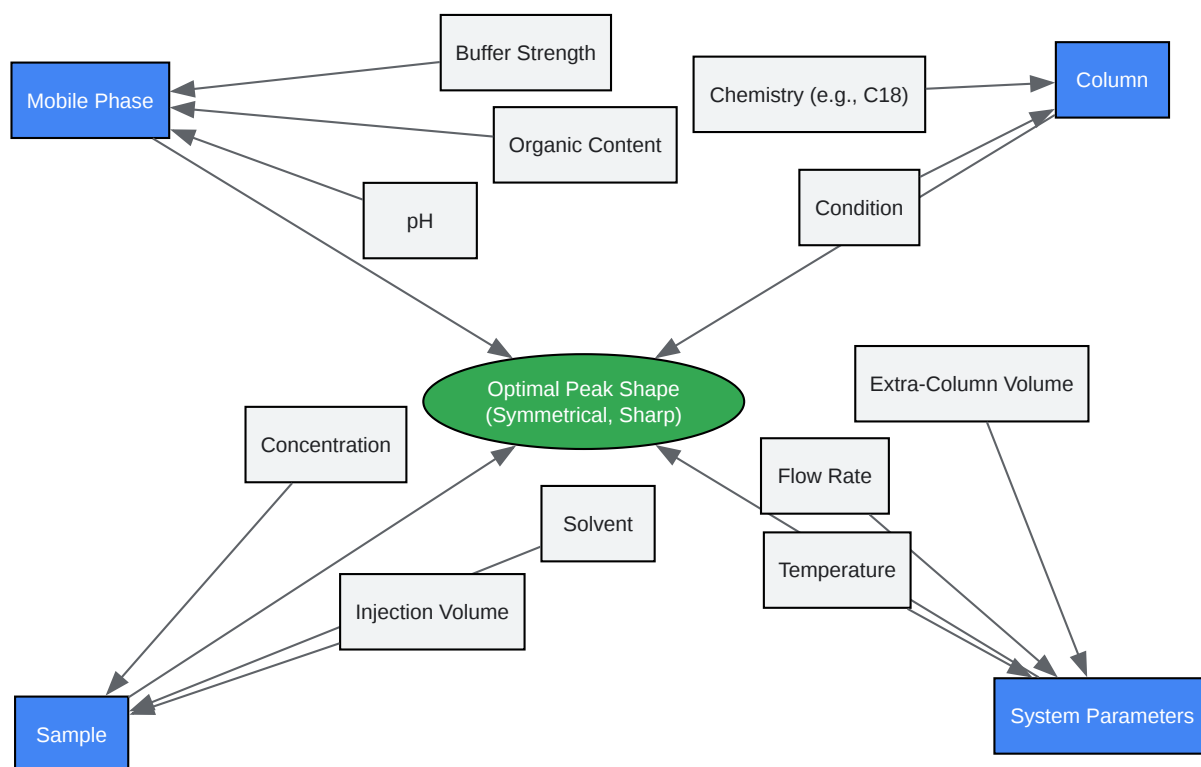 Buffer Strength
Mobile Phase
Chemistry (e.g., C18)
Column
Organic Content
pH
Condition
Optimal Peak Shape
(Symmetrical, Sharp)
Extra-Column Volume
Concentration
Flow Rate
Solvent
Temperature
Injection Volume
System Parameters
Sample